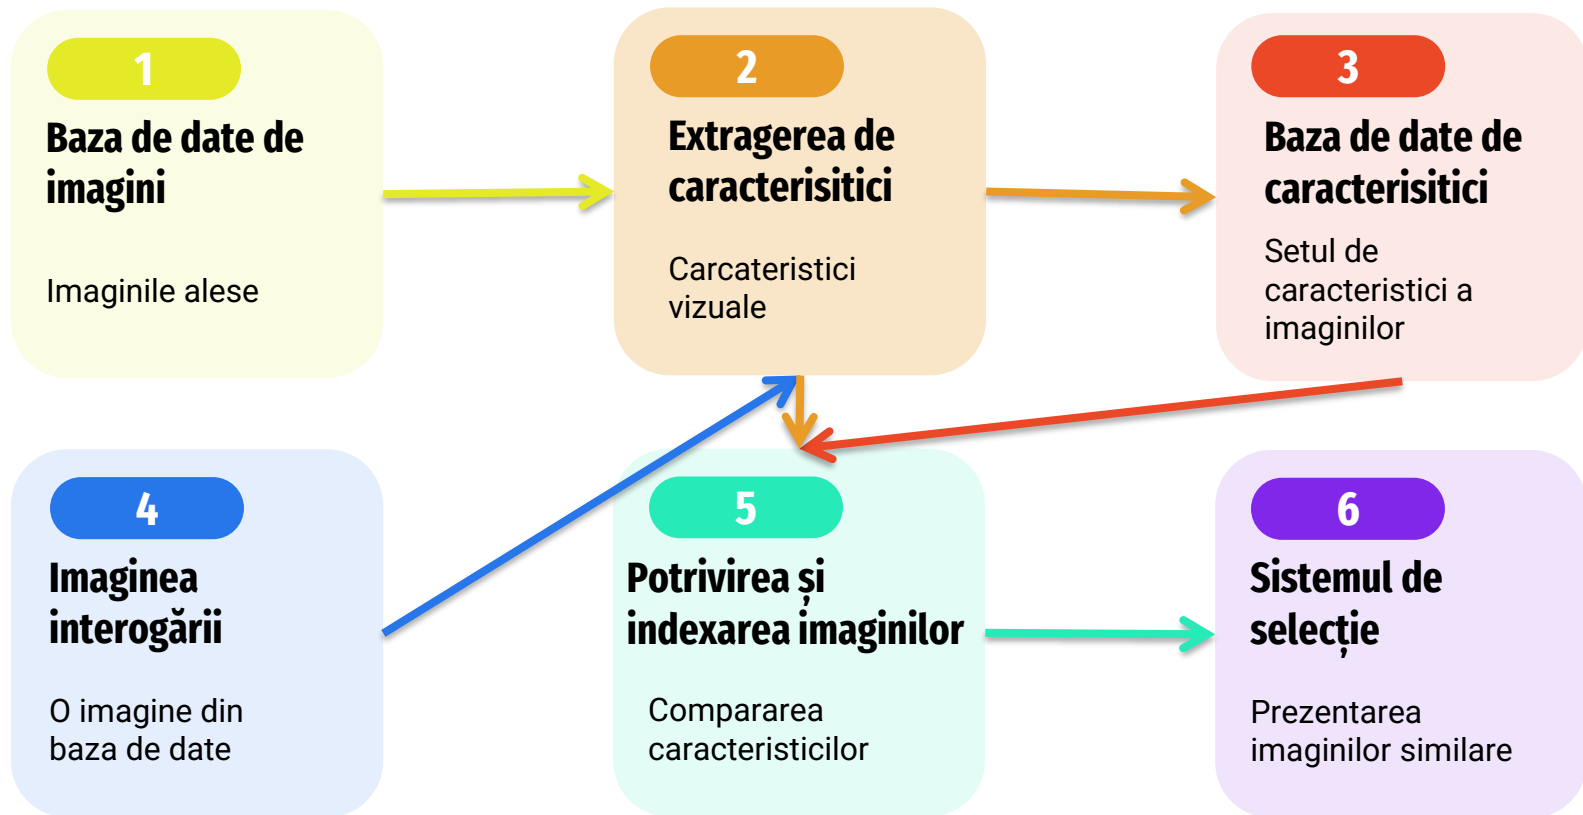 1
Baza de date de
imagini
Imaginile alese
2
Extragerea de
caracterisitici
Carcateristici
vizuale
3
Baza de date de
caracterisitici
Setul de
caracteristici a
imaginilor
4
Imaginea
interogării
O imagine din
baza de date
5
Potrivirea și
indexarea imaginilor
Compararea
caracteristicilor
6
Sistemul de
selecție
Prezentarea
imaginilor similare